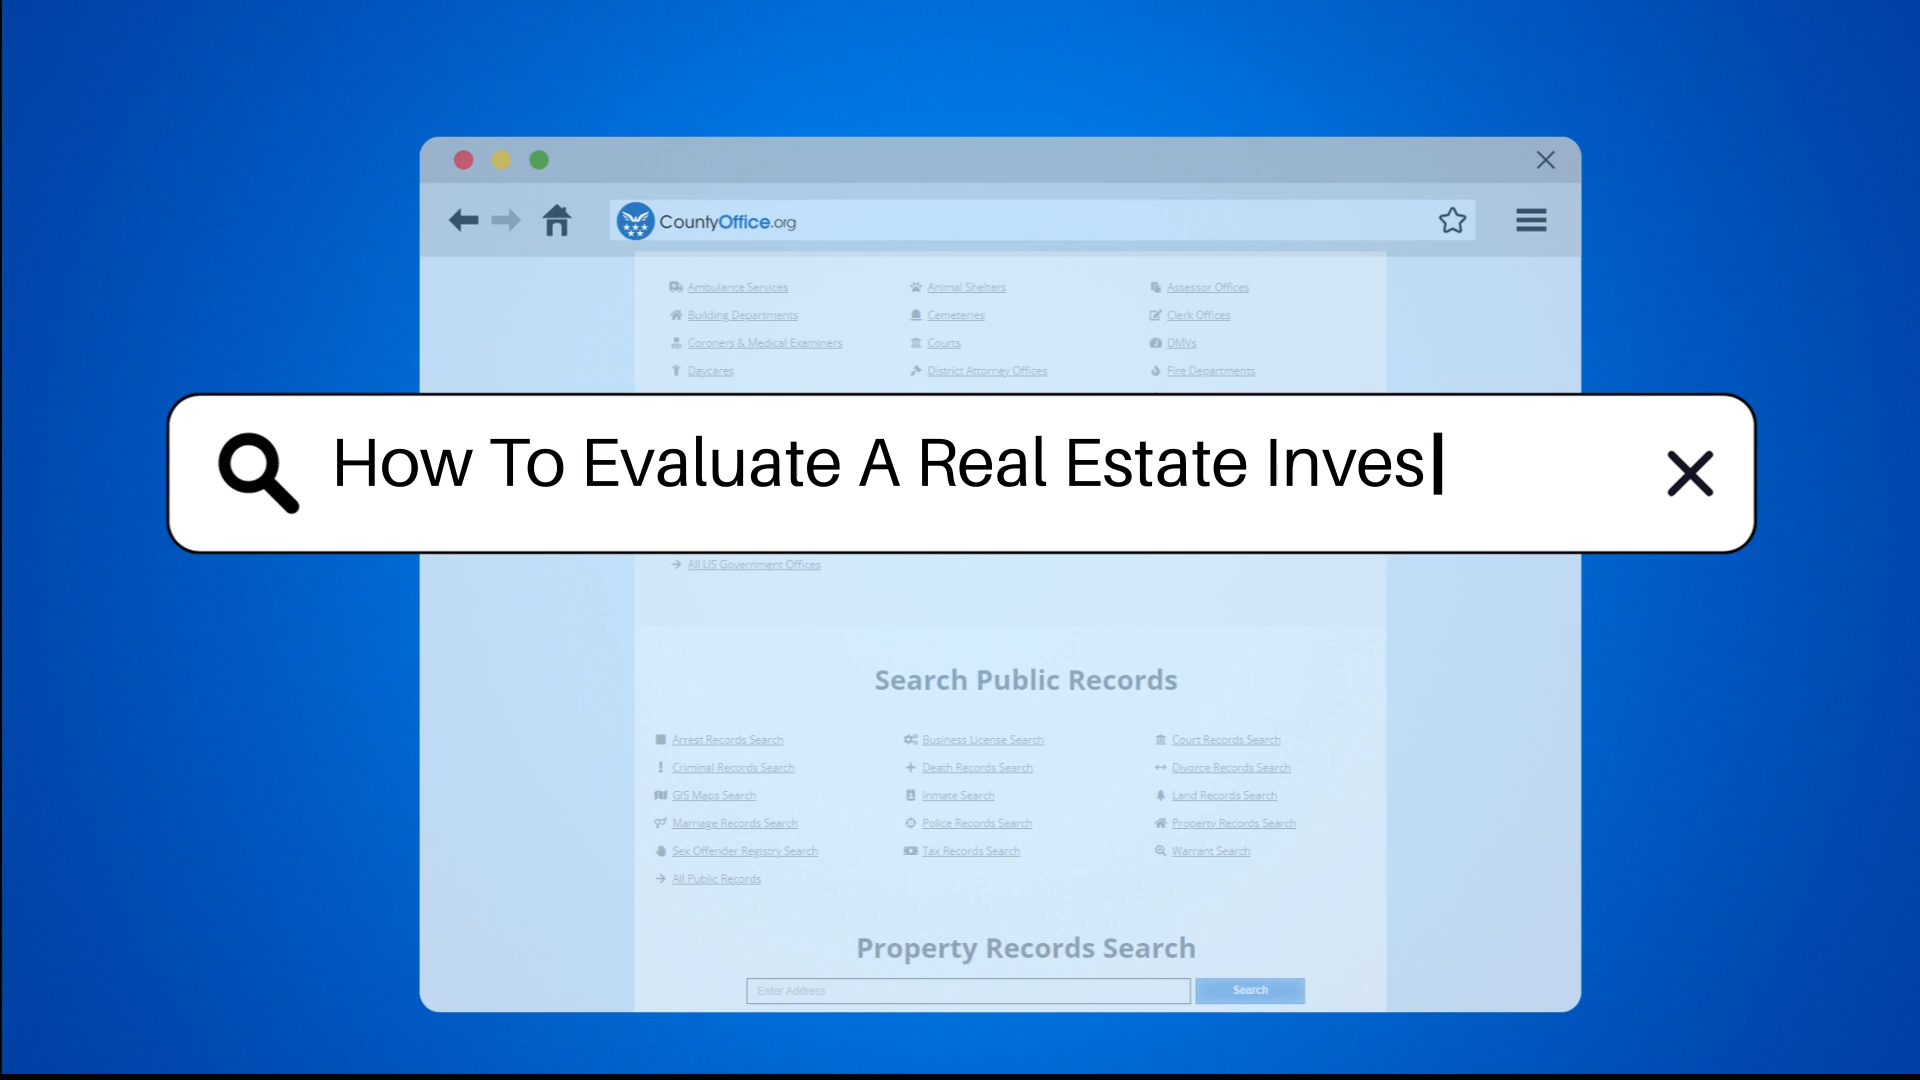 CountyOffice.org
Ambulance Services Animal Shelters Assessor Offices
Building Departments Cemeteries Clerk Offices
Coroners & Medical Examiners Courts DMVs
Daycares District Attorney Offices Fire Departments
How To Evaluate A Real Estate Inves
All US Government Offices
Search Public Records
Arrest Records Search Business License Search Court Records Search
Criminal Records Search Death Records Search Divorce Records Search
GIS Maps Search Inmate Search Land Records Search
Marriage Records Search Police Records Search Property Records Search
Sex Offender Registry Search Tax Records Search Warrant Search
All Public Records
Property Records Search
Enter Address Search